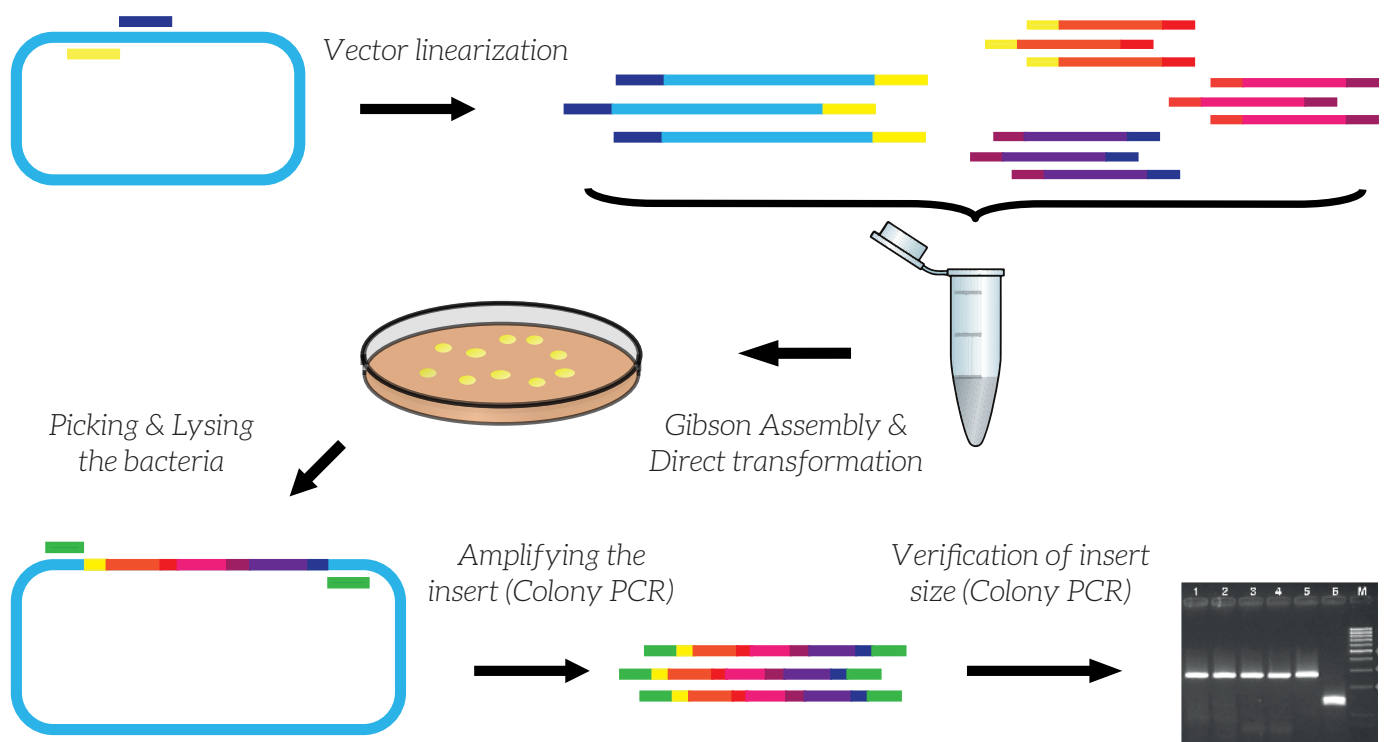 Vector linearization
Gibson Assembly &
Direct transformation
Picking & Lysing
the bacteria
Amplifying the
insert (Colony PCR)
Verification of insert
size (Colony PCR)
1 2 3 4 5 6 M